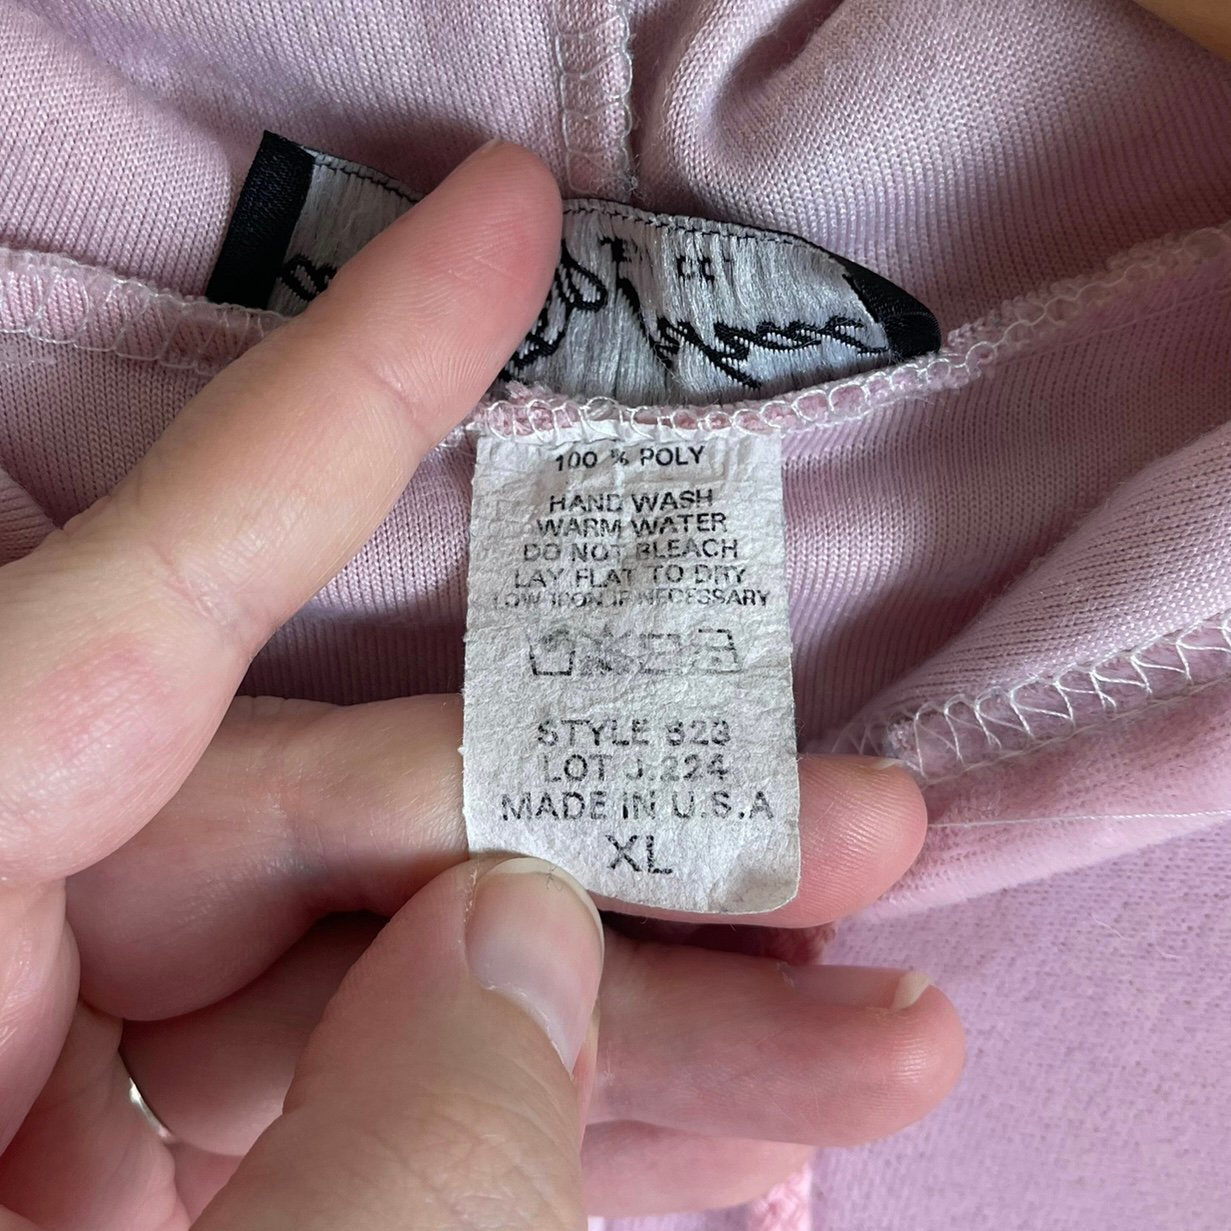 100 % POLY
HAND WASH
WARM WATER
DO NOT BLEACH
LAY FLAT TO DRY
LOW IRON IF NECESSARY
STYLE 323
LOT J.224
MADE IN U.S.A
XL